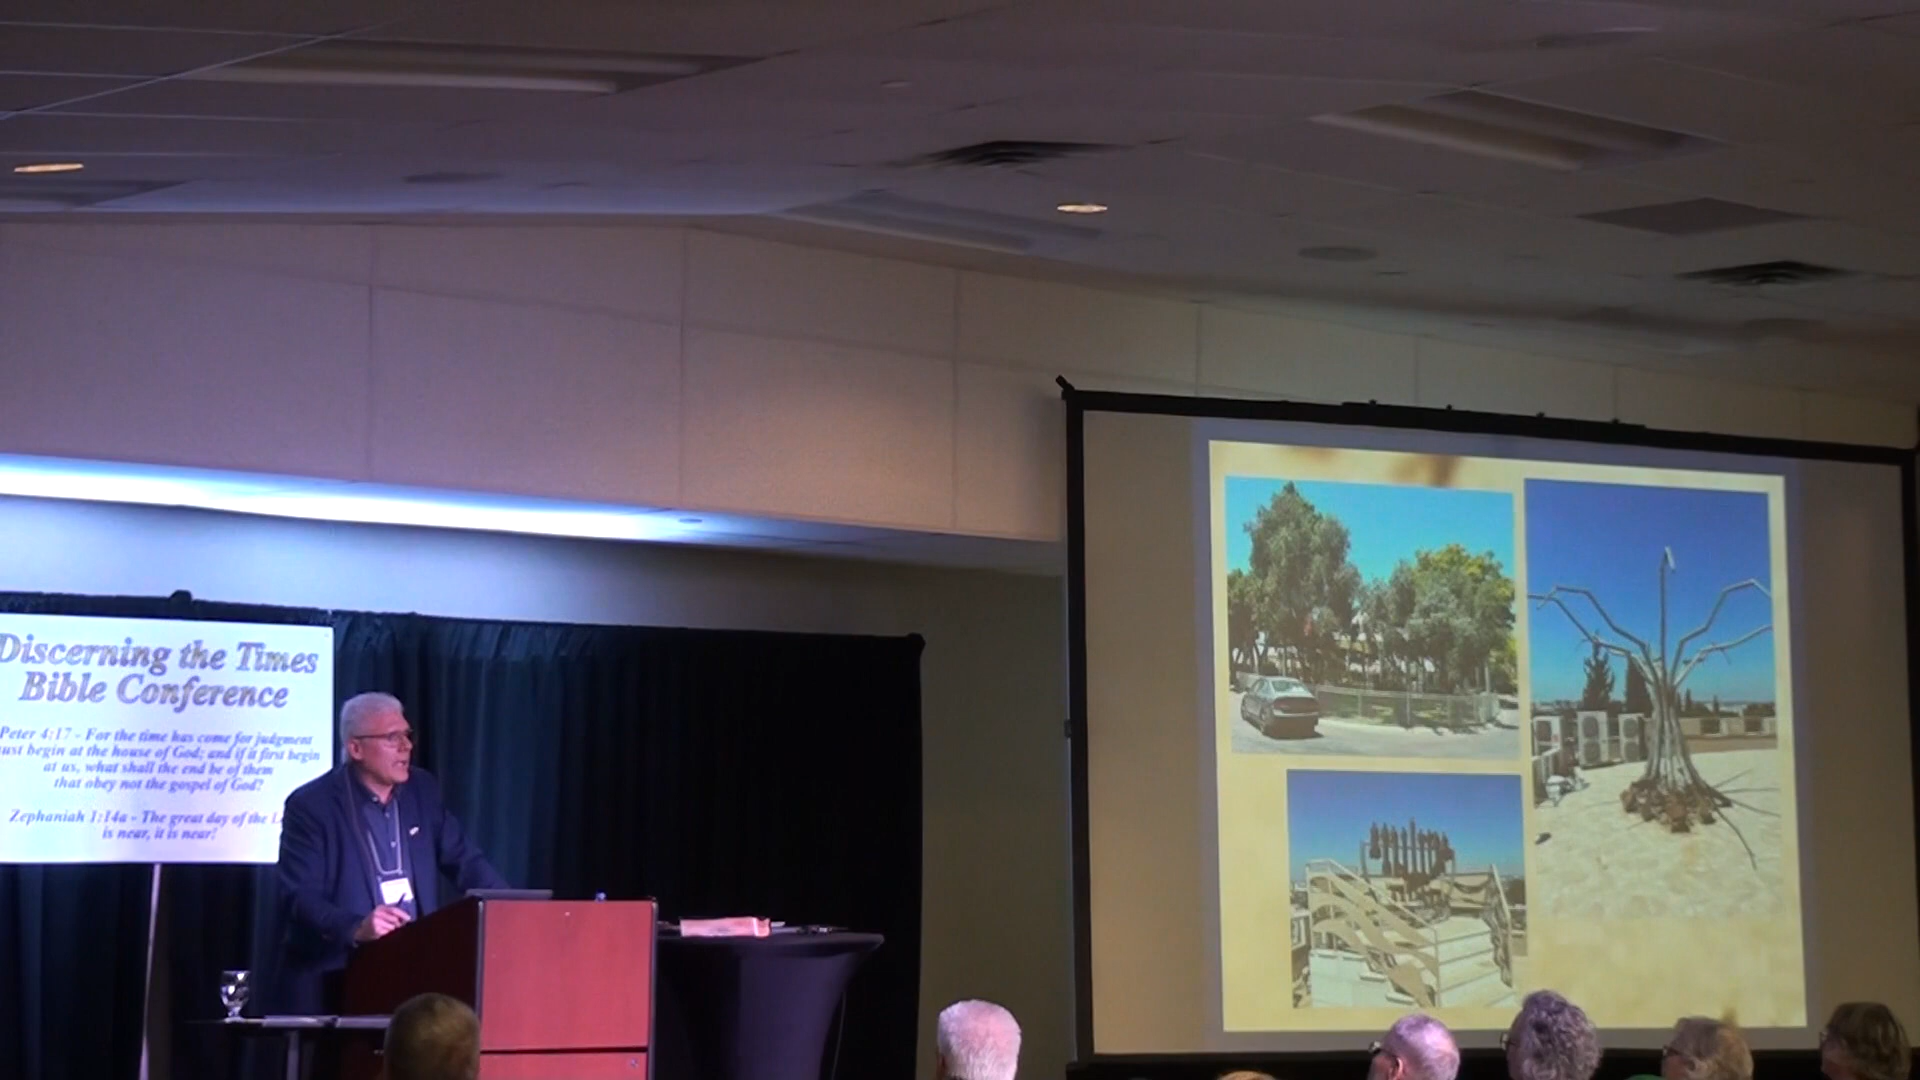 Discerning the Times
Bible Conference
Peter 4:17 - For the time has come for judgment
must begin at the house of God; and if it first begin
at us, what shall the end be of them
that obey not the gospel of God?
Zephaniah 1:14a - The great day of the
is near, it is near!